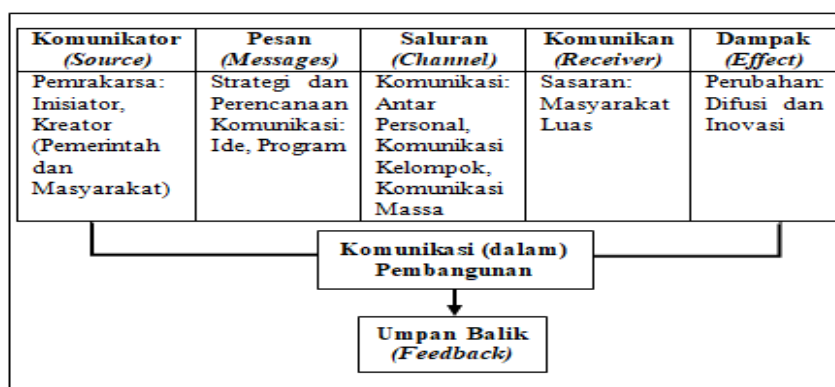 Komunikator
(Source)
Pemrakarsa:
Inisiator,
Kreator
(Pemerintah
dan
Masyarakat)
Pesan
(Messages)
Strategi dan
Perencanaan
Komunikasi:
Ide, Program
Saluran
(Channel)
Komunikasi:
Antar
Personal,
Komunikasi
Kelompok,
Komunikasi
Massa
Komunikan
(Receiver)
Sasaran:
Masyarakat
Luas
Dampak
(Effect)
Perubahan:
Difusi dan
Inovasi
Komunikasi (dalam)
Pembangunan
Umpan Balik
(Feedback)